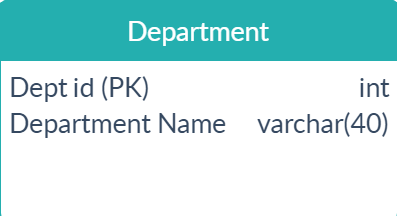 Department
Dept id (PK) int
Department Name varchar(40)